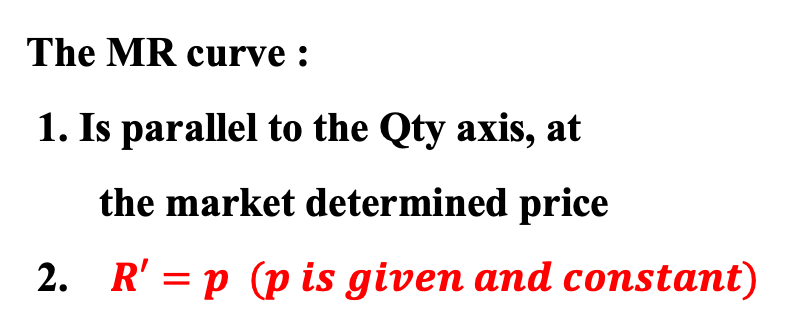 The MR curve :
1. Is parallel to the Qty axis, at
the market determined price
2. R′ = p (p is given and constant)